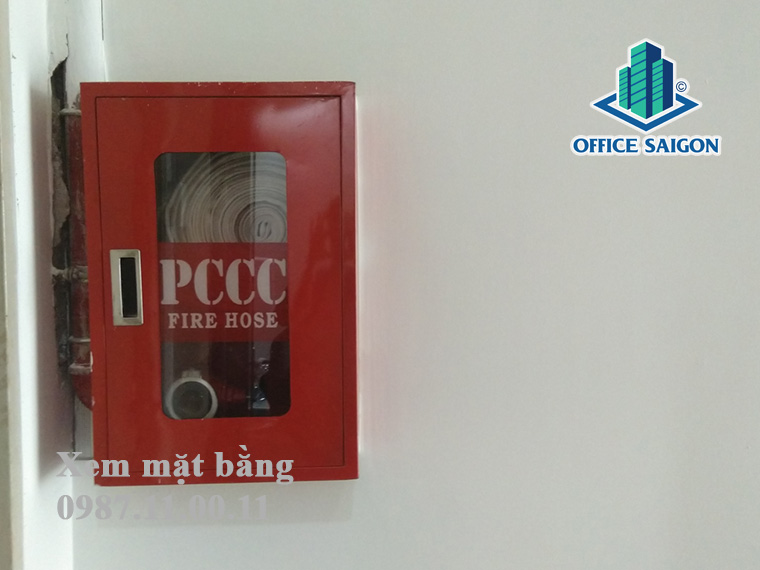 OFFICE SAIGON
PCCC
FIRE HOSE
Xem mặt bằng